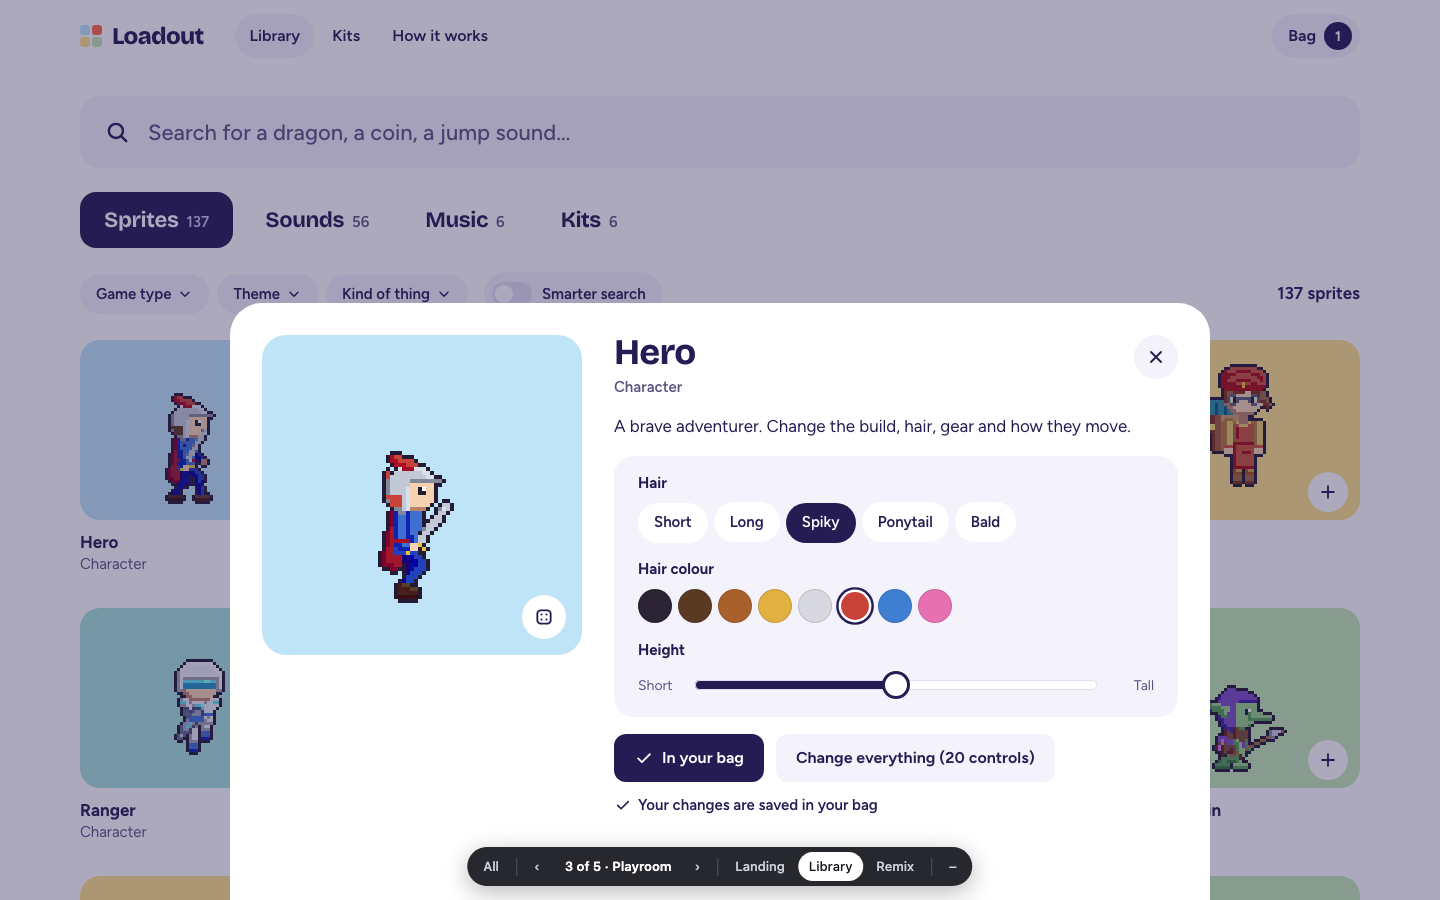 Loadout
Library Kits How it works
Bag 1
Search for a dragon, a coin, a jump sound...
Sprites 137 Sounds 56 Music 6 Kits 6
Game type Theme Kind of thing Smarter search
137 sprites
Hero
Character
A brave adventurer. Change the build, hair, gear and how they move.
Hair
Short Long Spiky Ponytail Bald
Hair colour
Height
Short Tall
In your bag Change everything (20 controls)
Your changes are saved in your bag
Hero
Character
Ranger
Character
All ‹ 3 of 5 · Playroom › Landing Library Remix –